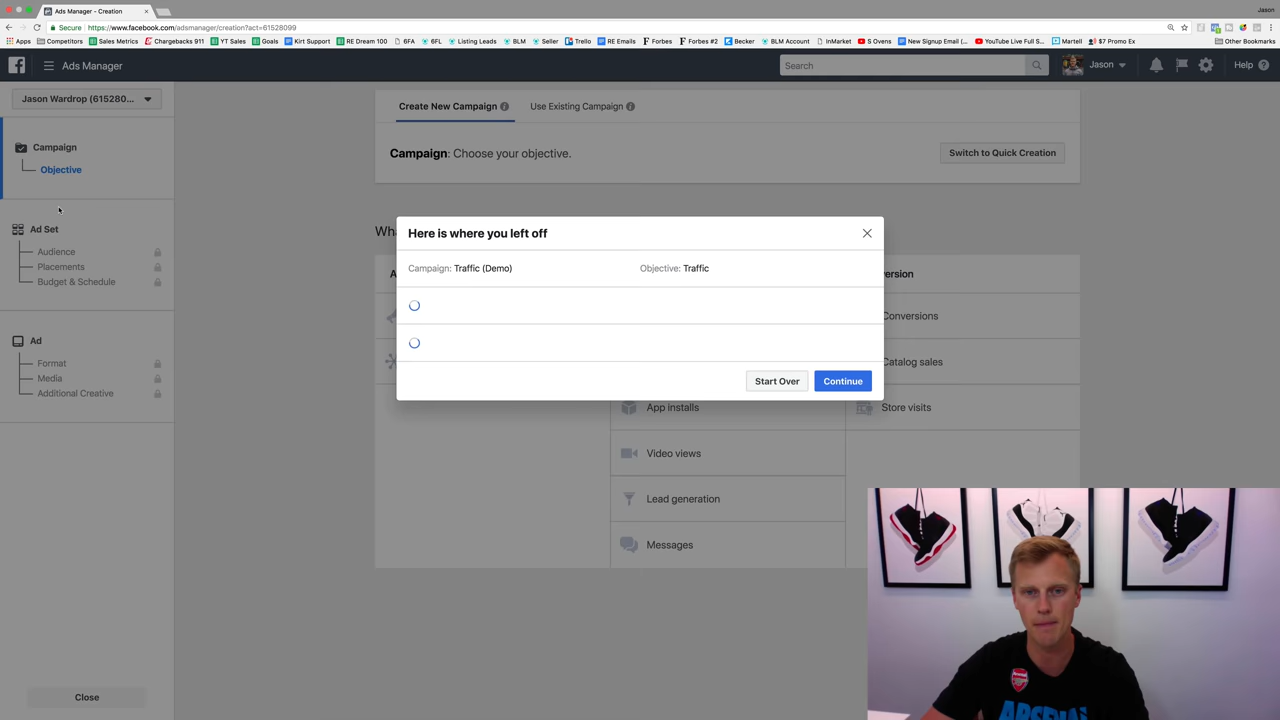 Ads Manager - Creation
Jason
Secure https://www.facebook.com/adsmanager/creation?act=61528099
Apps Competitors Sales Metrics Chargebacks 911 YT Sales Goals Kirt Support RE Dream 100 6FA 6FL Listing Leads BLM Seller Trello RE Emails Forbes Forbes #2 Becker BLM Account InMarket S Ovens New Signup Email (... YouTube Live Full S... Martell $7 Promo Ex Other Bookmarks
Ads Manager
Search
Jason
Help
Jason Wardrop (615280...
Create New Campaign
Use Existing Campaign
Campaign
Objective
Campaign: Choose your objective.
Switch to Quick Creation
Ad Set
Audience
Placements
Budget & Schedule
Ad
Format
Media
Additional Creative
Here is where you left off
Campaign: Traffic (Demo)
Objective: Traffic
Start Over
Continue
Conversions
Catalog sales
App installs
Store visits
Video views
Lead generation
Messages
Close
ARSENAL